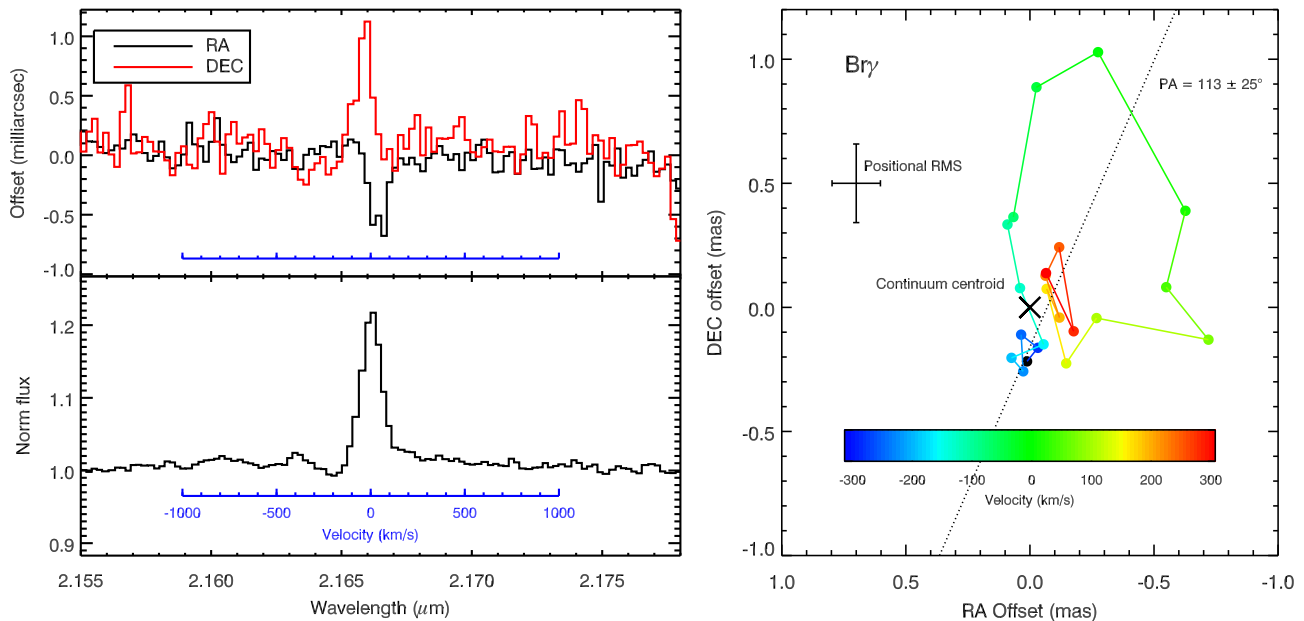 RA
DEC
1.0
0.5
0.0
-0.5
-1.0
Offset (milliarcsec)
1.2
1.1
1.0
0.9
Norm flux
-1000 -500 0 500 1000
Velocity (km/s)
2.155 2.160 2.165 2.170 2.175
Wavelength (μm)
Brγ
PA = 113 ± 25°
Positional RMS
Continuum centroid
1.0
0.5
0.0
-0.5
-1.0
DEC offset (mas)
-300 -200 -100 0 100 200 300
Velocity (km/s)
1.0 0.5 0.0 -0.5 -1.0
RA Offset (mas)